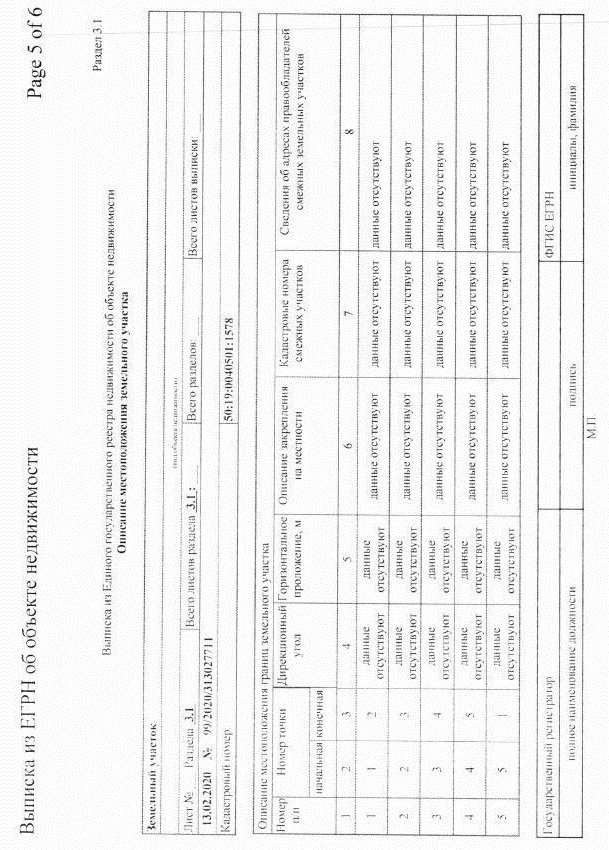 Выписка из ЕГРН об объекте недвижимости Page 5 of 6
Раздел 3.1
Выписка из Единого государственного реестра недвижимости об объекте недвижимости
Описание местоположения земельного участка
Земельный участок
вид объекта недвижимости
Лист № Раздела 3.1 Всего листов раздела 3.1 : Всего разделов: Всего листов выписки:
13.02.2020 № 99/2020/313027711
Кадастровый номер: 50:19:0040501:1578
Описание местоположения границ земельного участка
Номер п/п Номер точки Дирекционный угол Горизонтальное проложение, м Описание закрепления на местности Кадастровые номера смежных участков Сведения об адресах правообладателей смежных земельных участков
начальная конечная
1 2 3 4 5 6 7 8
1 1 2 данные отсутствуют данные отсутствуют данные отсутствуют данные отсутствуют данные отсутствуют
2 2 3 данные отсутствуют данные отсутствуют данные отсутствуют данные отсутствуют данные отсутствуют
3 3 4 данные отсутствуют данные отсутствуют данные отсутствуют данные отсутствуют данные отсутствуют
4 4 5 данные отсутствуют данные отсутствуют данные отсутствуют данные отсутствуют данные отсутствуют
5 5 1 данные отсутствуют данные отсутствуют данные отсутствуют данные отсутствуют данные отсутствуют
Государственный регистратор ФГИС ЕГРН
полное наименование должности подпись инициалы, фамилия
М.П.